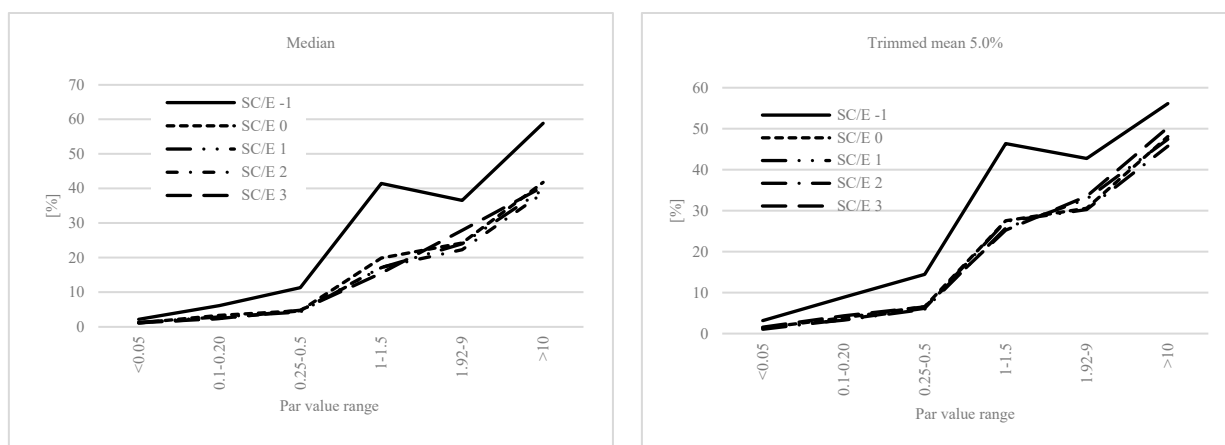 Median
70
60
50
40
30
20
10
0
[%]
SC/E -1
SC/E 0
SC/E 1
SC/E 2
SC/E 3
<0.05
0.1-0.20
0.25-0.5
1-1.5
1.92-9
>10
Par value range
Trimmed mean 5.0%
60
50
40
30
20
10
0
[%]
SC/E -1
SC/E 0
SC/E 1
SC/E 2
SC/E 3
<0.05
0.1-0.20
0.25-0.5
1-1.5
1.92-9
>10
Par value range